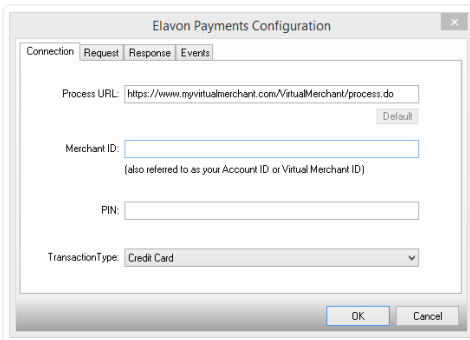 Elavon Payments Configuration
Connection Request Response Events
Process URL: https://www.myvirtualmerchant.com/VirtualMerchant/process.do
Default
Merchant ID:
(also referred to as your Account ID or Virtual Merchant ID)
PIN:
TransactionType: Credit Card
OK Cancel